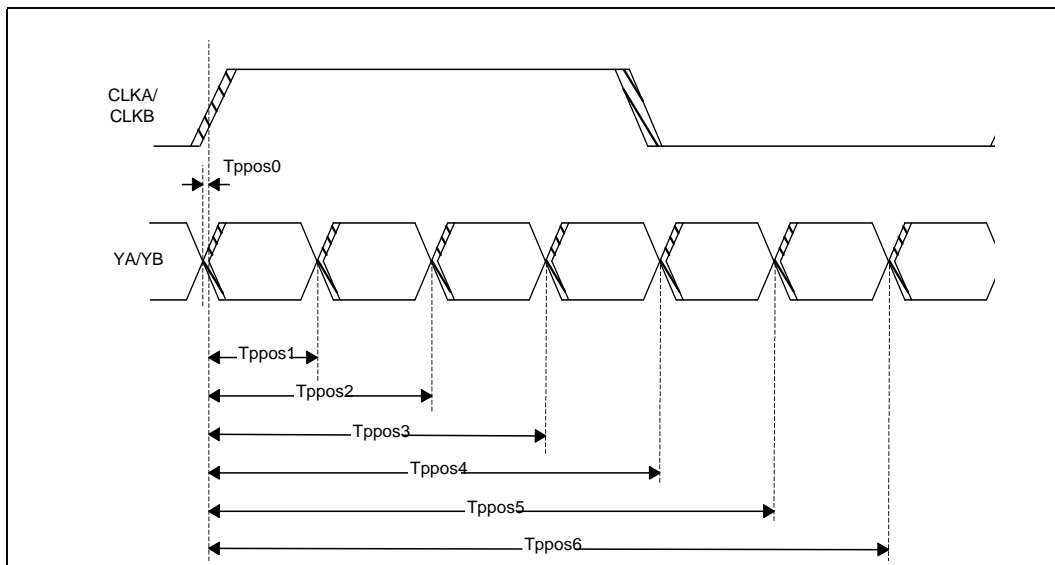 CLKA/
CLKB
Tppos0
YA/YB
Tppos1
Tppos2
Tppos3
Tppos4
Tppos5
Tppos6